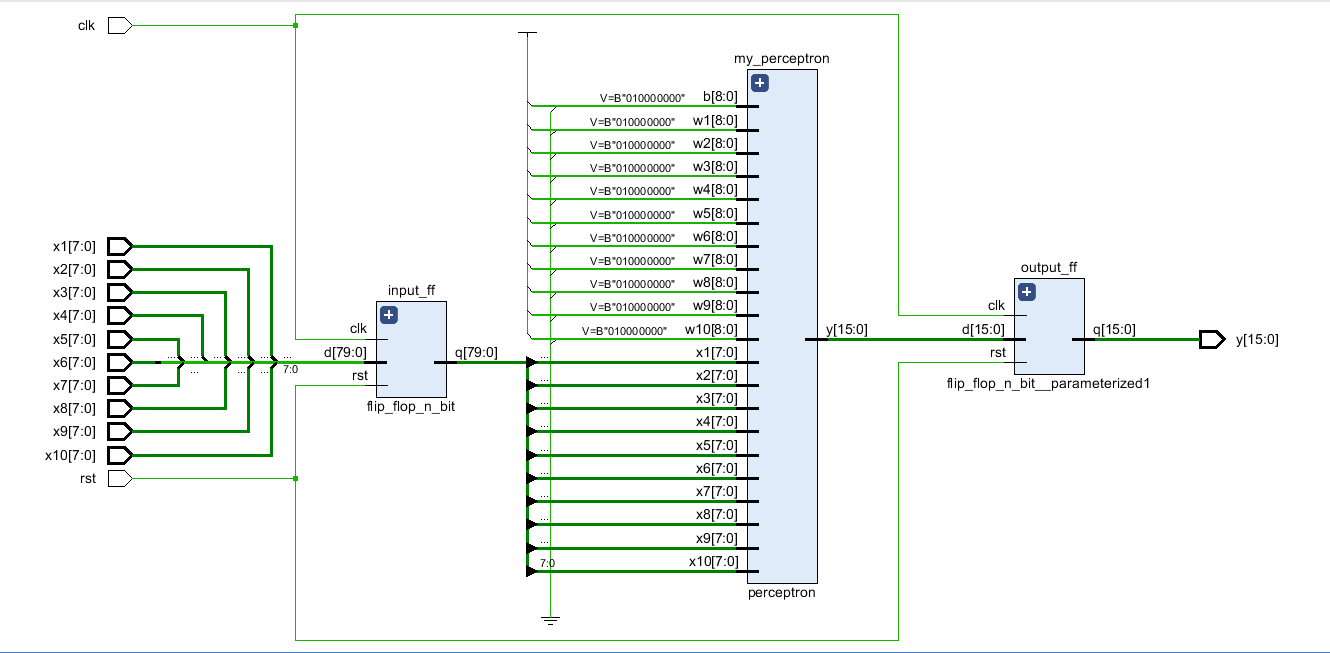 clk
my_perceptron
V=B"010000000" b[8:0]
V=B"010000000" w1[8:0]
V=B"010000000" w2[8:0]
V=B"010000000" w3[8:0]
V=B"010000000" w4[8:0]
V=B"010000000" w5[8:0]
V=B"010000000" w6[8:0]
V=B"010000000" w7[8:0]
V=B"010000000" w8[8:0]
V=B"010000000" w9[8:0]
V=B"010000000" w10[8:0]
... x1[7:0]
... x2[7:0]
... x3[7:0]
... x4[7:0]
... x5[7:0]
... x6[7:0]
... x7[7:0]
... x8[7:0]
... x9[7:0]
7:0 x10[7:0]
y[15:0]
perceptron
x1[7:0]
x2[7:0]
x3[7:0]
x4[7:0]
x5[7:0]
x6[7:0]
x7[7:0]
x8[7:0]
x9[7:0]
x10[7:0]
rst
... ... ... ... ...
... ... ... 7:0
input_ff
clk
d[79:0] q[79:0]
rst
flip_flop_n_bit
output_ff
clk
d[15:0] q[15:0]
rst
flip_flop_n_bit__parameterized1
y[15:0]